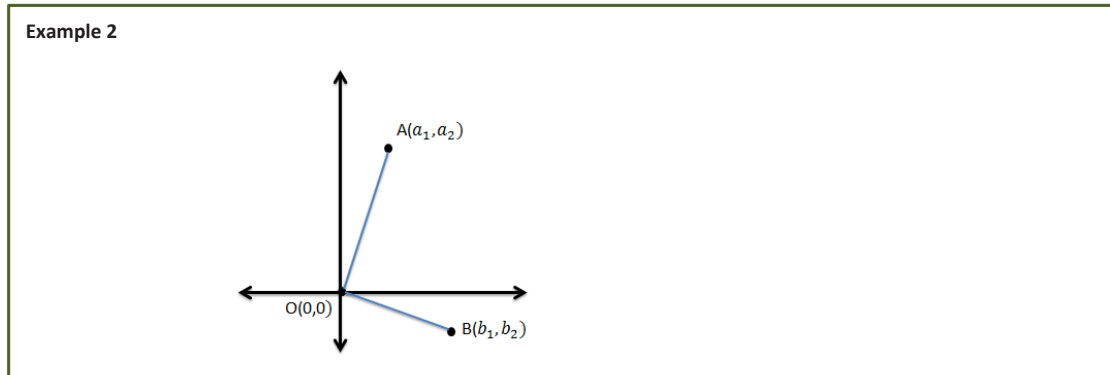 Example 2
A(a₁,a₂)
O(0,0)
B(b₁,b₂)